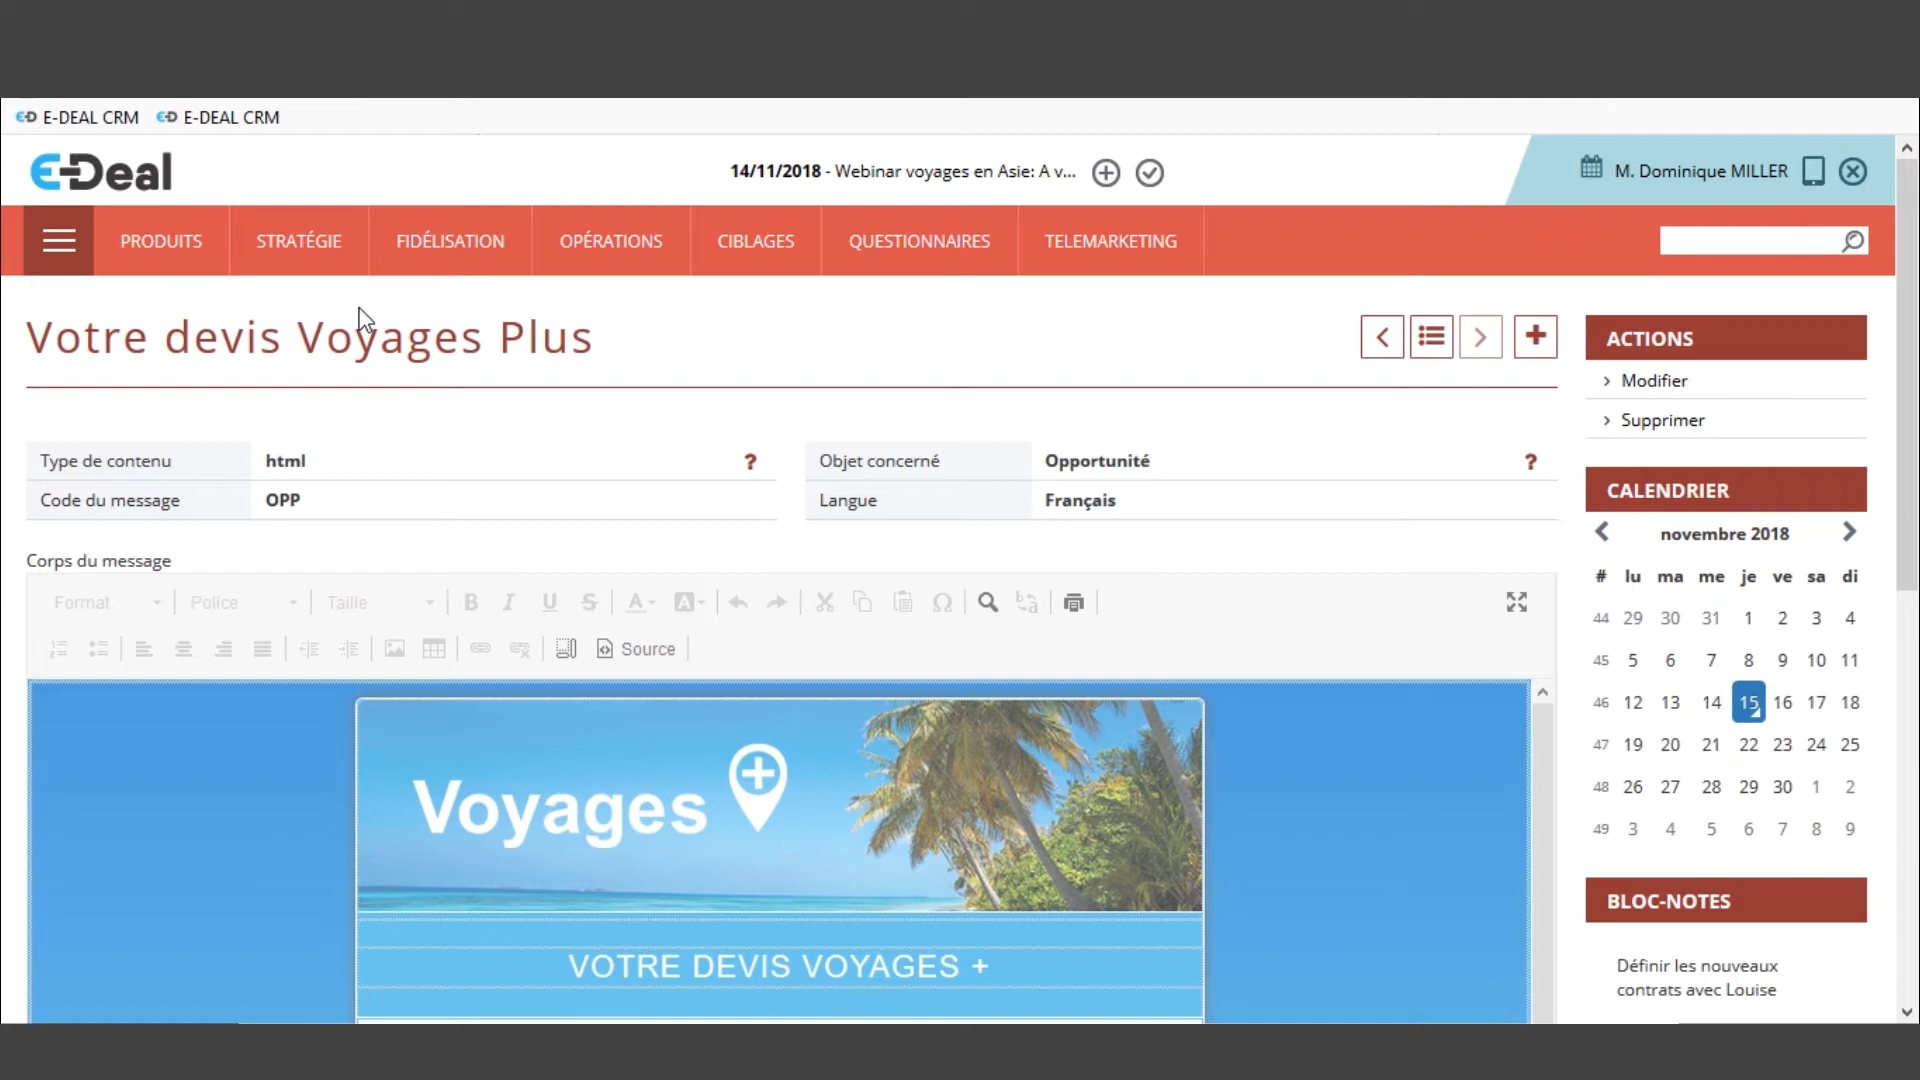 E-DEAL CRM E-DEAL CRM
E-Deal
14/11/2018 - Webinar voyages en Asie: A v...
M. Dominique MILLER
PRODUITS STRATÉGIE FIDÉLISATION OPÉRATIONS CIBLAGES QUESTIONNAIRES TELEMARKETING
Votre devis Voyages Plus
Type de contenu html ? Objet concerné Opportunité ?
Code du message OPP Langue Français
Corps du message
Format Police Taille B I U S A A Ω
Source
Voyages
VOTRE DEVIS VOYAGES +
ACTIONS
Modifier
Supprimer
CALENDRIER
novembre 2018
# lu ma me je ve sa di
44 29 30 31 1 2 3 4
45 5 6 7 8 9 10 11
46 12 13 14 15 16 17 18
47 19 20 21 22 23 24 25
48 26 27 28 29 30 1 2
49 3 4 5 6 7 8 9
BLOC-NOTES
Définir les nouveaux
contrats avec Louise